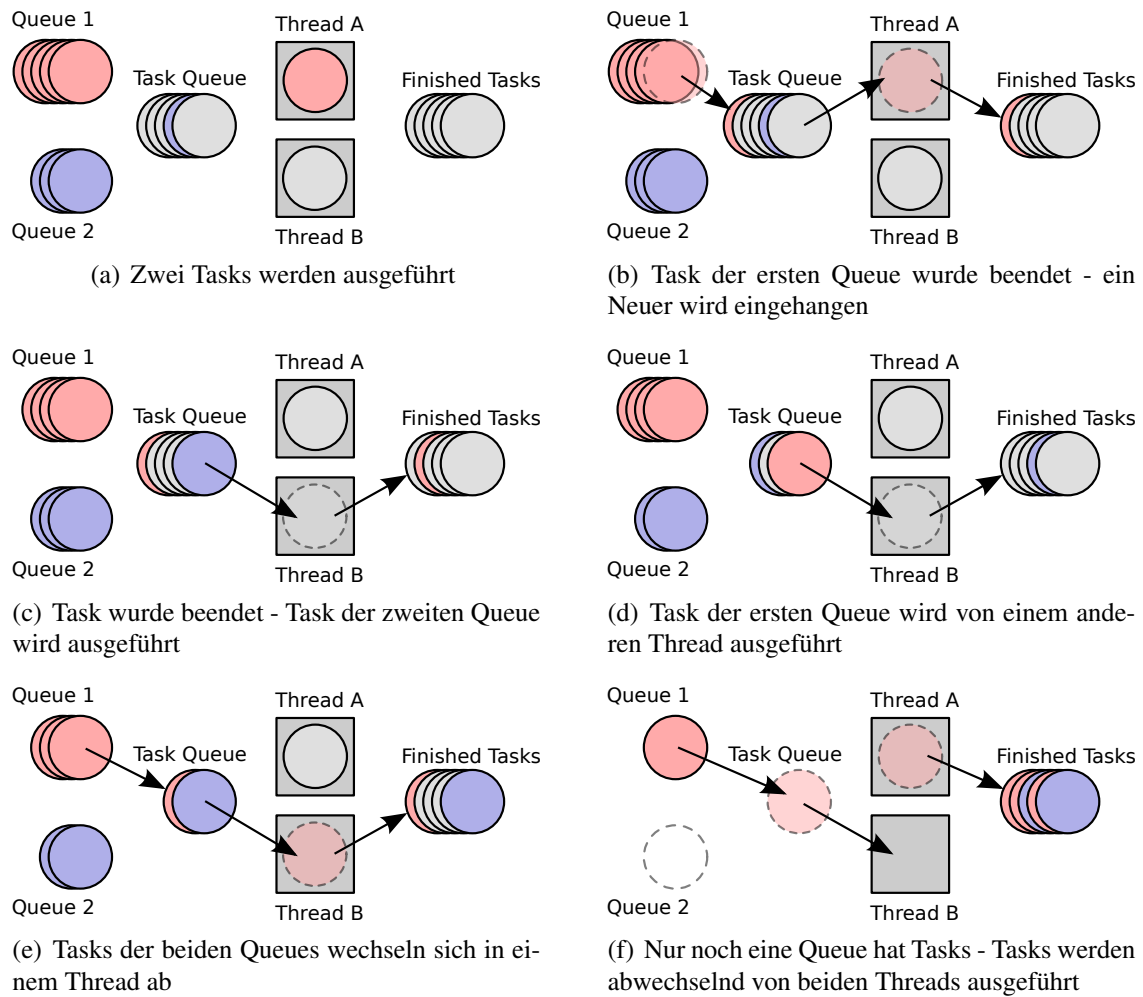 Queue 1
Thread A
Task Queue
Finished Tasks
Queue 2
Thread B
(a) Zwei Tasks werden ausgeführt
Queue 1
Thread A
Task Queue
Finished Tasks
Queue 2
Thread B
(b) Task der ersten Queue wurde beendet - ein
Neuer wird eingehangen
Queue 1
Thread A
Task Queue
Finished Tasks
Queue 2
Thread B
(c) Task wurde beendet - Task der zweiten Queue
wird ausgeführt
Queue 1
Thread A
Task Queue
Finished Tasks
Queue 2
Thread B
(d) Task der ersten Queue wird von einem ande-
ren Thread ausgeführt
Queue 1
Thread A
Task Queue
Finished Tasks
Queue 2
Thread B
(e) Tasks der beiden Queues wechseln sich in ei-
nem Thread ab
Queue 1
Thread A
Task Queue
Finished Tasks
Queue 2
Thread B
(f) Nur noch eine Queue hat Tasks - Tasks werden
abwechselnd von beiden Threads ausgeführt